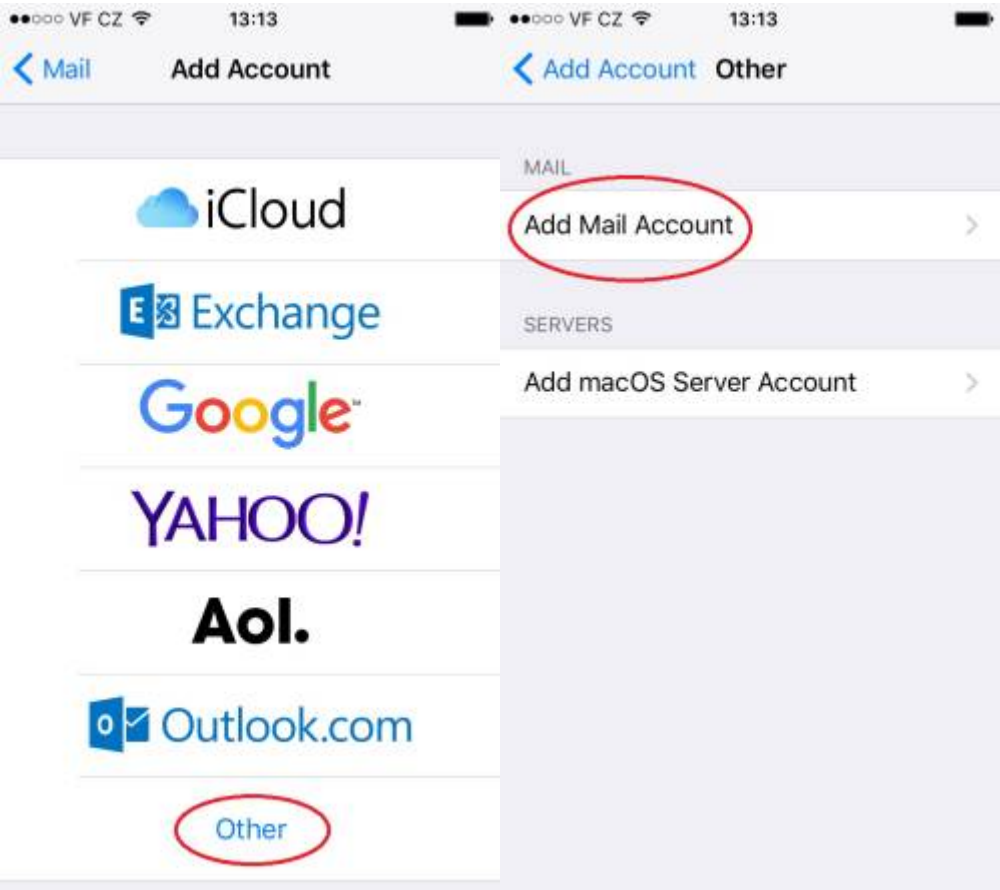 VF CZ 13:13
Mail Add Account
iCloud
E Exchange
Google™
YAHOO!
Aol.
o Outlook.com
Other
VF CZ 13:13
Add Account Other
MAIL
Add Mail Account
SERVERS
Add macOS Server Account